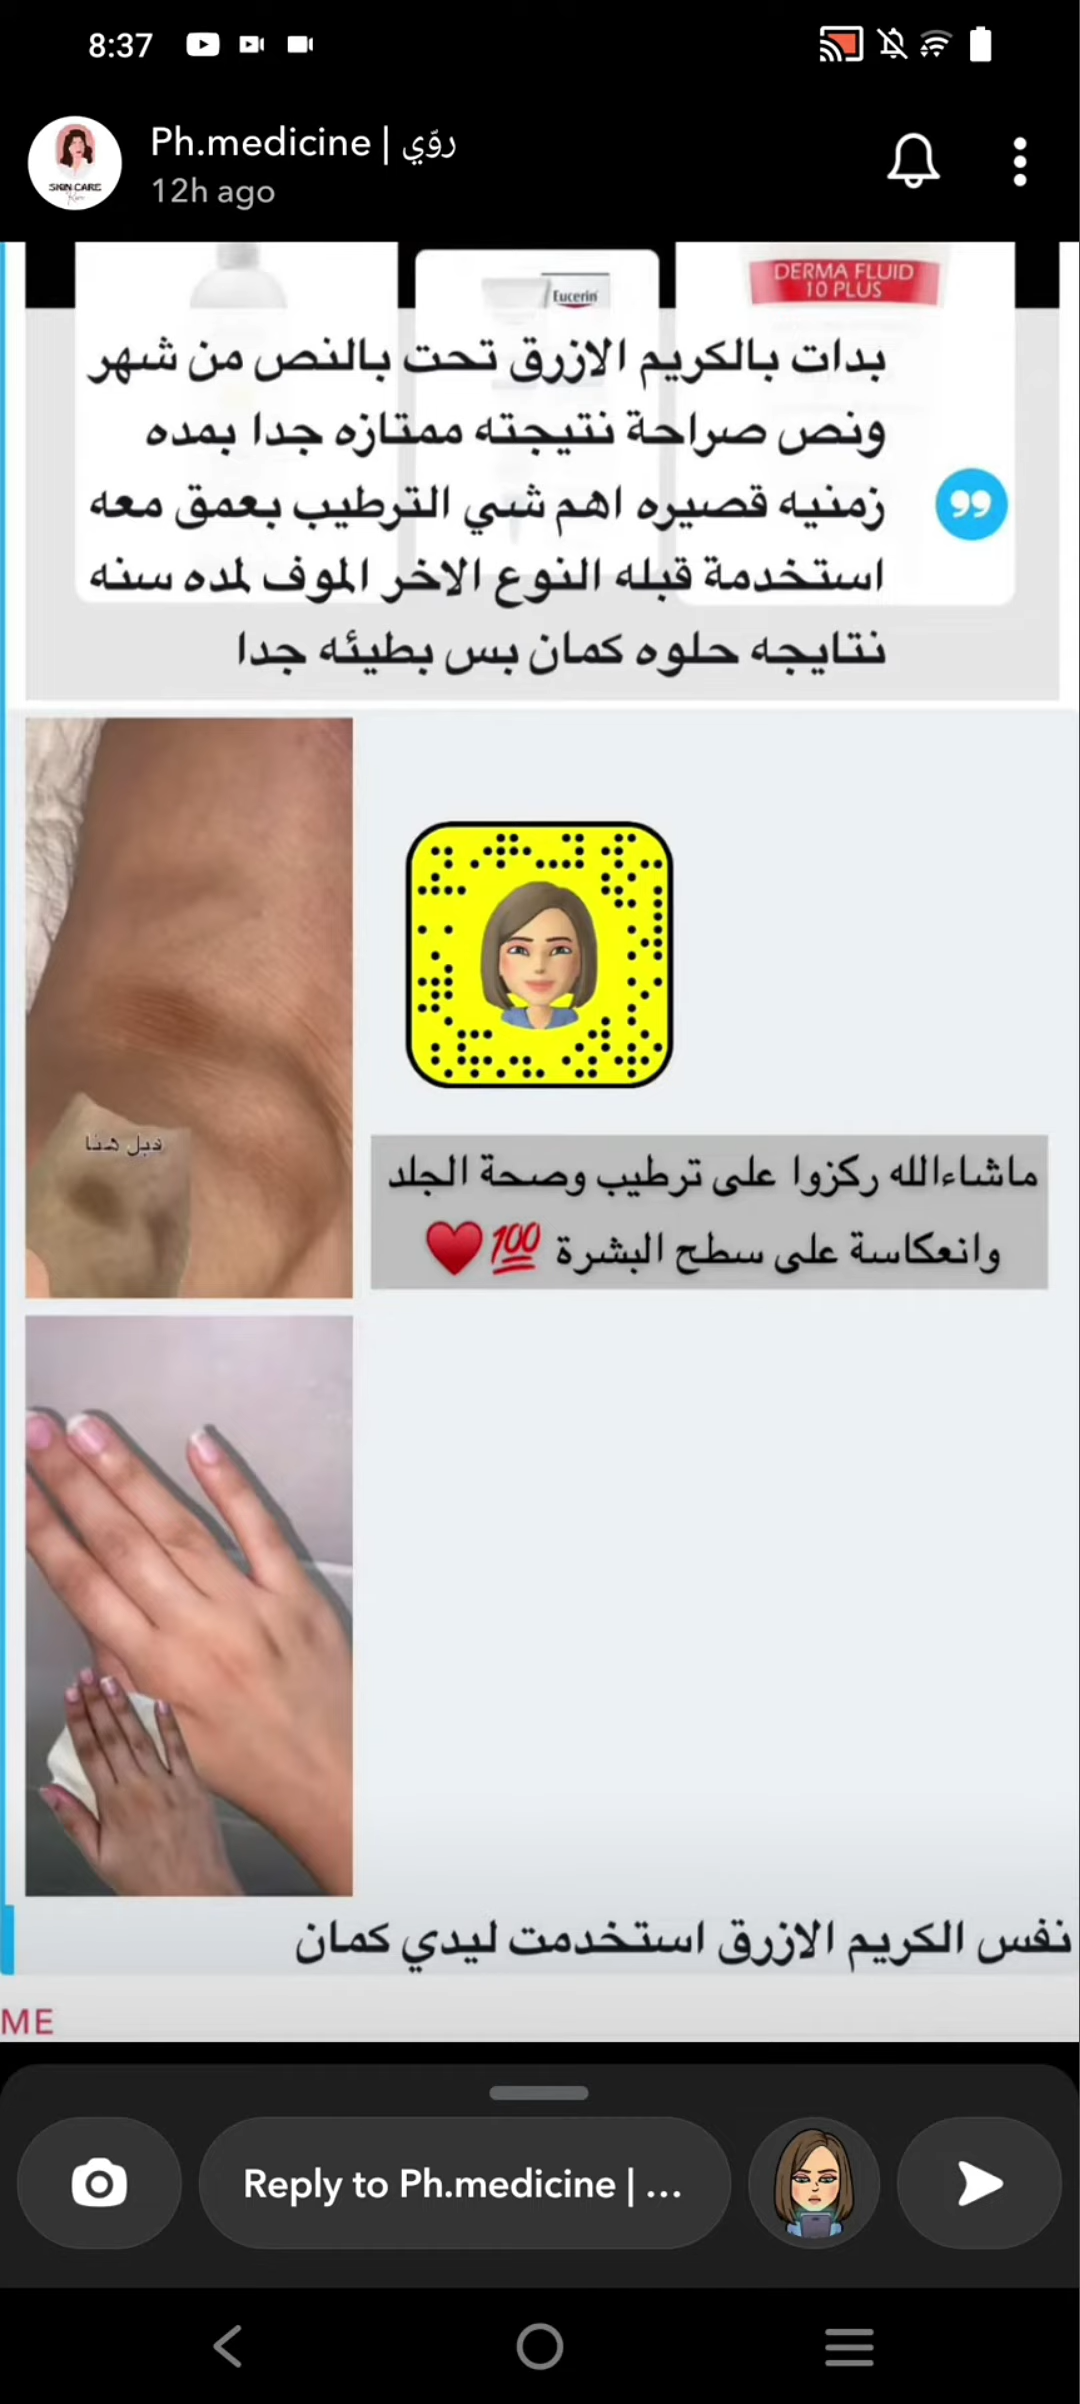 8:37
Ph.medicine | روّي
12h ago
SKIN CARE
DERMA FLUID
10 PLUS
Eucerin
بدات بالكريم الازرق تحت بالنص من شهر
ونص صراحة نتيجته ممتازه جدا بمده
زمنيه قصيره اهم شي الترطيب بعمق معه
استخدمة قبله النوع الاخر الموف لمده سنه
نتايجه حلوه كمان بس بطيئه جدا
قبل هنا
ماشاءالله ركزوا على ترطيب وصحة الجلد
وانعكاسة على سطح البشرة 💯♥️
نفس الكريم الازرق استخدمت ليدي كمان
ME
Reply to Ph.medicine | ...